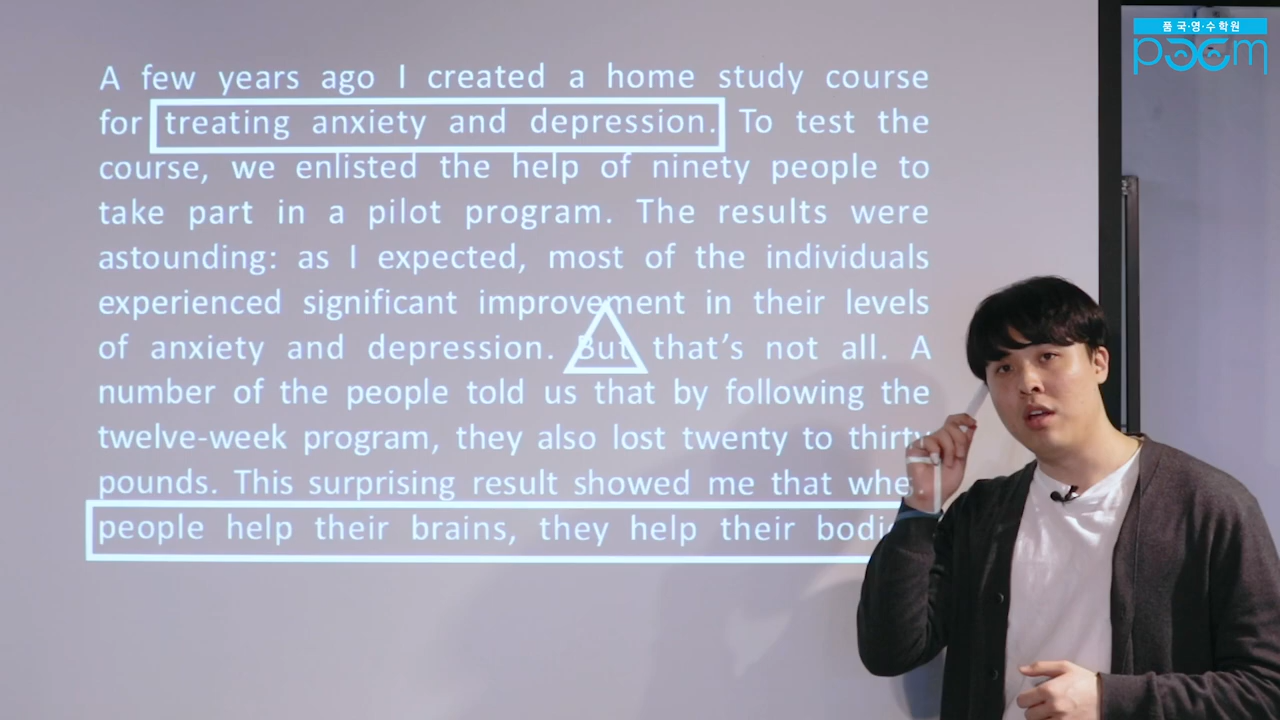 품 국·영·수 학원
poem
A few years ago I created a home study course
for treating anxiety and depression. To test the
course, we enlisted the help of ninety people to
take part in a pilot program. The results were
astounding: as I expected, most of the individuals
experienced significant improvement in their levels
of anxiety and depression. But that’s not all. A
number of the people told us that by following the
twelve-week program, they also lost twenty to thirty
pounds. This surprising result showed me that
people help their brains, they help their